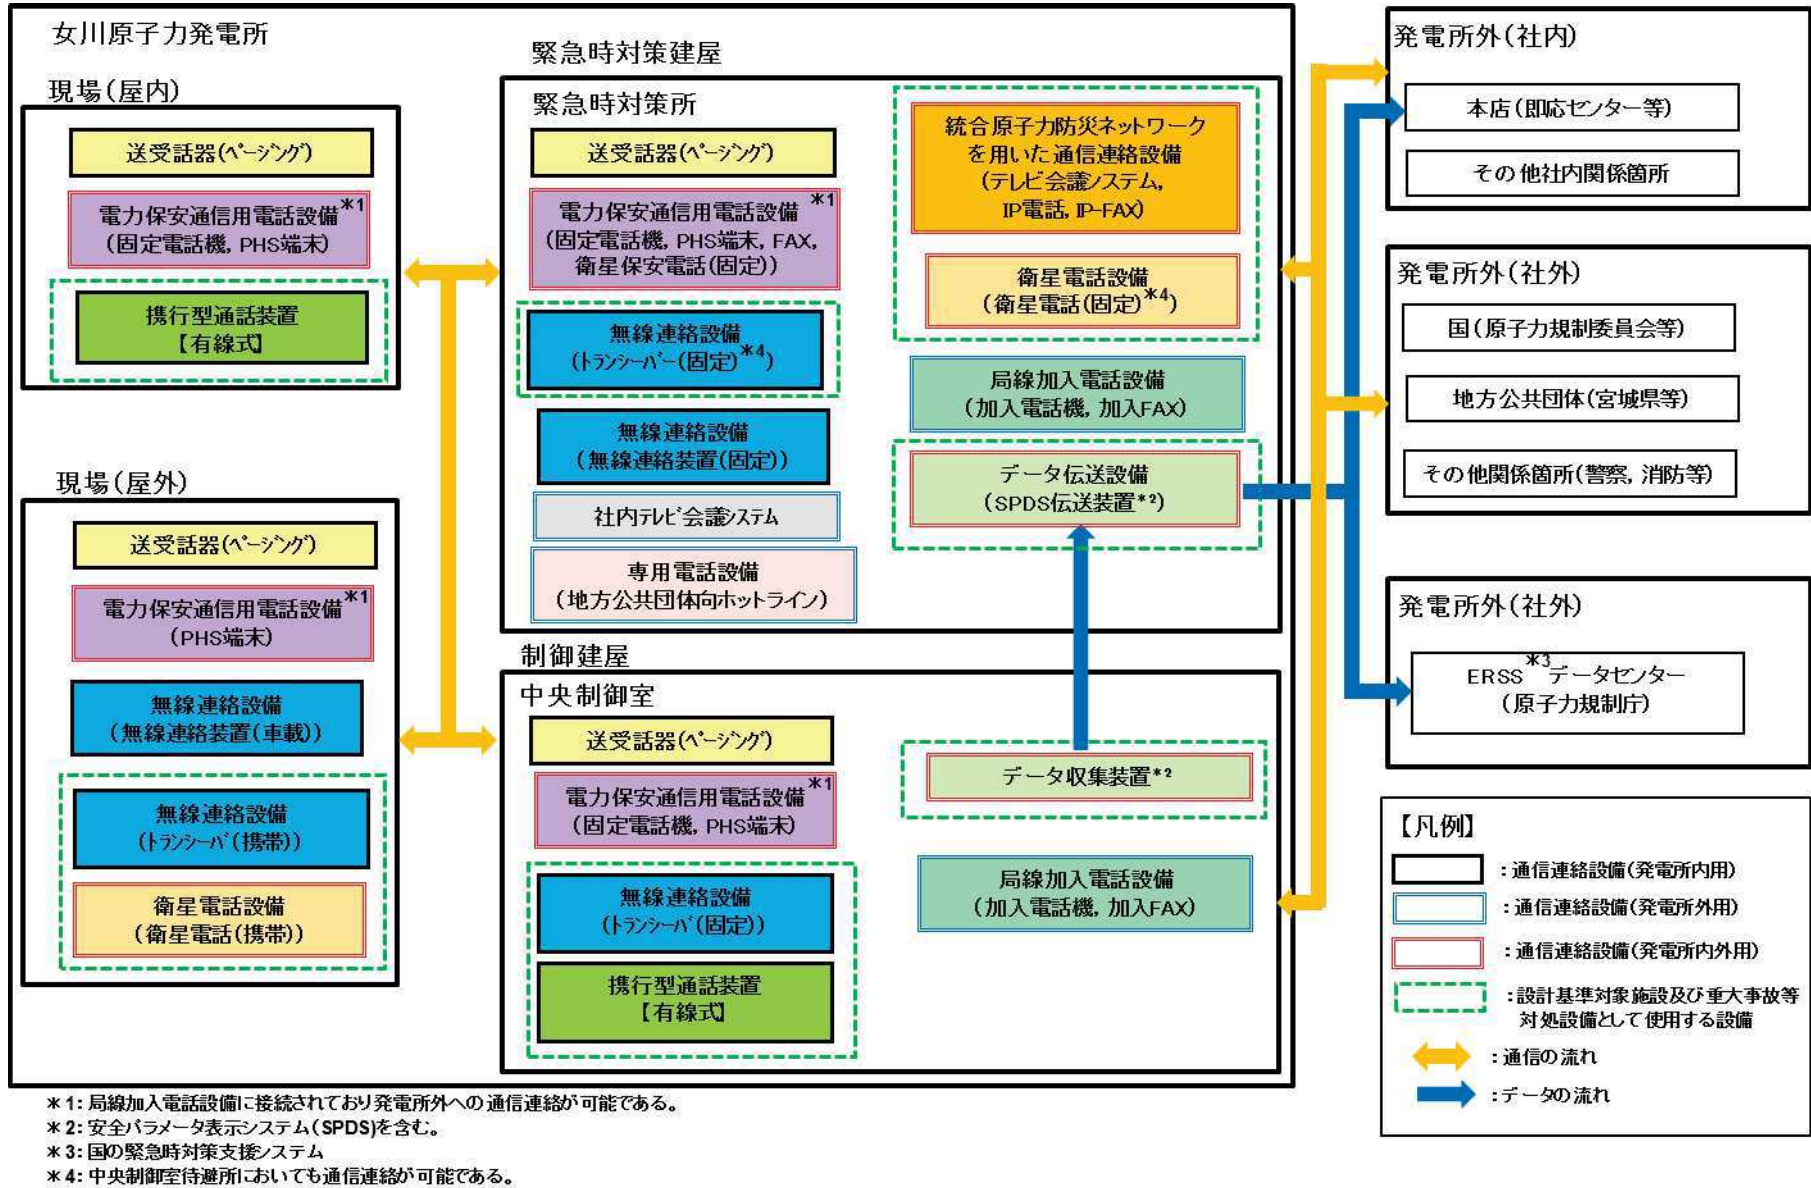 女川原子力発電所
現場(屋内)
送受話器(ページング)
電力保安通信用電話設備*1
(固定電話機, PHS端末)
携行型通話装置
【有線式】
現場(屋外)
送受話器(ページング)
電力保安通信用電話設備*1
(PHS端末)
無線連絡設備
(無線連絡装置(車載))
無線連絡設備
(トランシーバ(携帯))
衛星電話設備
(衛星電話(携帯))
緊急時対策建屋
緊急時対策所
送受話器(ページング)
電力保安通信用電話設備*1
(固定電話機, PHS端末, FAX,
衛星保安電話(固定))
無線連絡設備
(トランシーバー(固定)*4)
無線連絡設備
(無線連絡装置(固定))
社内テレビ会議システム
専用電話設備
(地方公共団体向ホットライン)
統合原子力防災ネットワーク
を用いた通信連絡設備
(テレビ会議システム,
IP電話, IP-FAX)
衛星電話設備
(衛星電話(固定)*4)
局線加入電話設備
(加入電話機, 加入FAX)
データ伝送設備
(SPDS伝送装置*2)
制御建屋
中央制御室
送受話器(ページング)
電力保安通信用電話設備*1
(固定電話機, PHS端末)
無線連絡設備
(トランシーバ(固定))
携行型通話装置
【有線式】
データ収集装置*2
局線加入電話設備
(加入電話機, 加入FAX)
発電所外(社内)
本店(即応センター等)
その他社内関係箇所
発電所外(社外)
国(原子力規制委員会等)
地方公共団体(宮城県等)
その他関係箇所(警察, 消防等)
発電所外(社外)
ERSS*3データセンター
(原子力規制庁)
【凡例】
:通信連絡設備(発電所内用)
:通信連絡設備(発電所外用)
:通信連絡設備(発電所内外用)
:設計基準対象施設及び重大事故等
対処設備として使用する設備
:通信の流れ
:データの流れ
*1:局線加入電話設備に接続されており発電所外への通信連絡が可能である。
*2:安全パラメータ表示システム(SPDS)を含む。
*3:国の緊急時対策支援システム
*4:中央制御室待避所においても通信連絡が可能である。